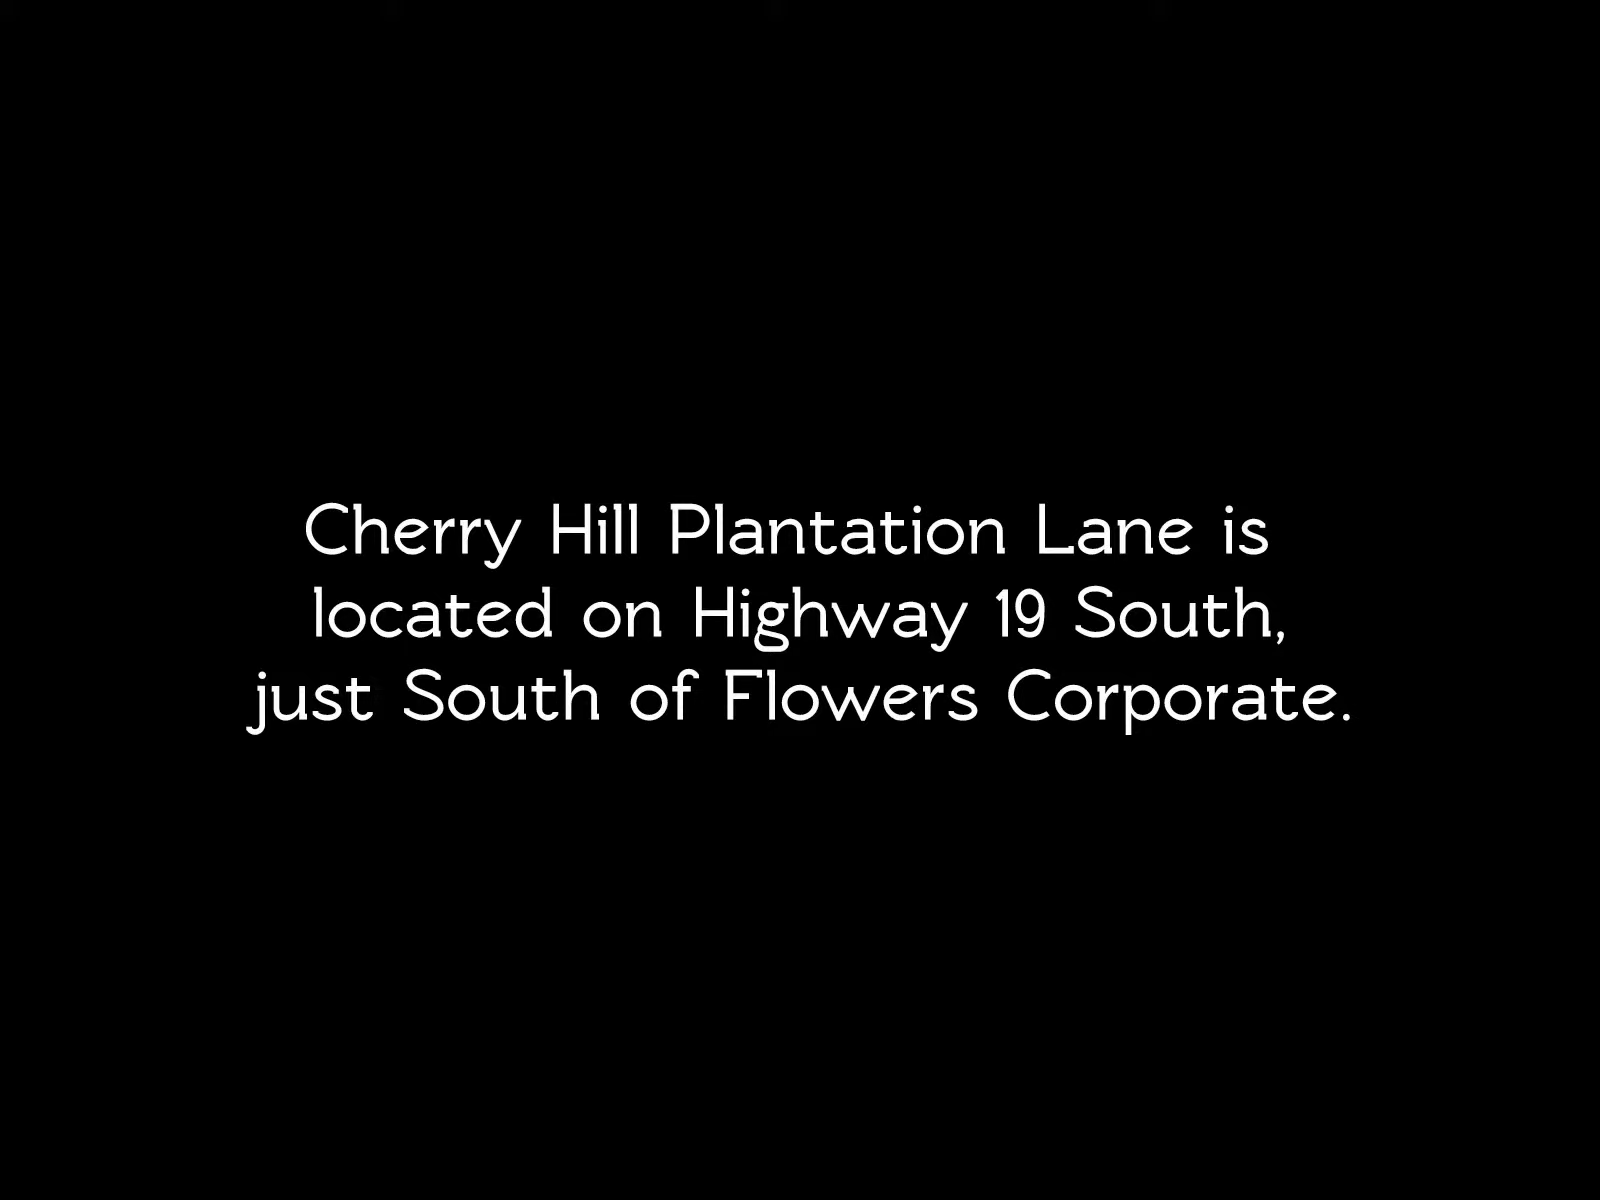 Cherry Hill Plantation Lane is
located on Highway 19 South,
just South of Flowers Corporate.